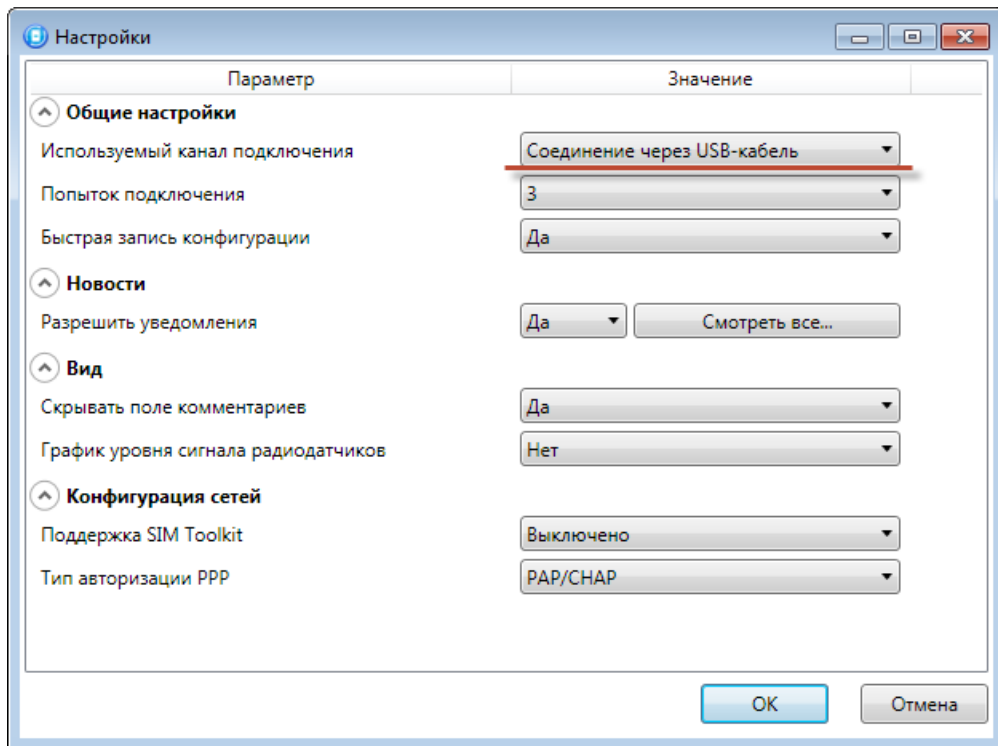 Настройки
Параметр Значение
Общие настройки
Используемый канал подключения Соединение через USB-кабель
Попыток подключения 3
Быстрая запись конфигурации Да
Новости
Разрешить уведомления Да Смотреть все...
Вид
Скрывать поле комментариев Да
График уровня сигнала радиодатчиков Нет
Конфигурация сетей
Поддержка SIM Toolkit Выключено
Тип авторизации PPP PAP/CHAP
OK Отмена